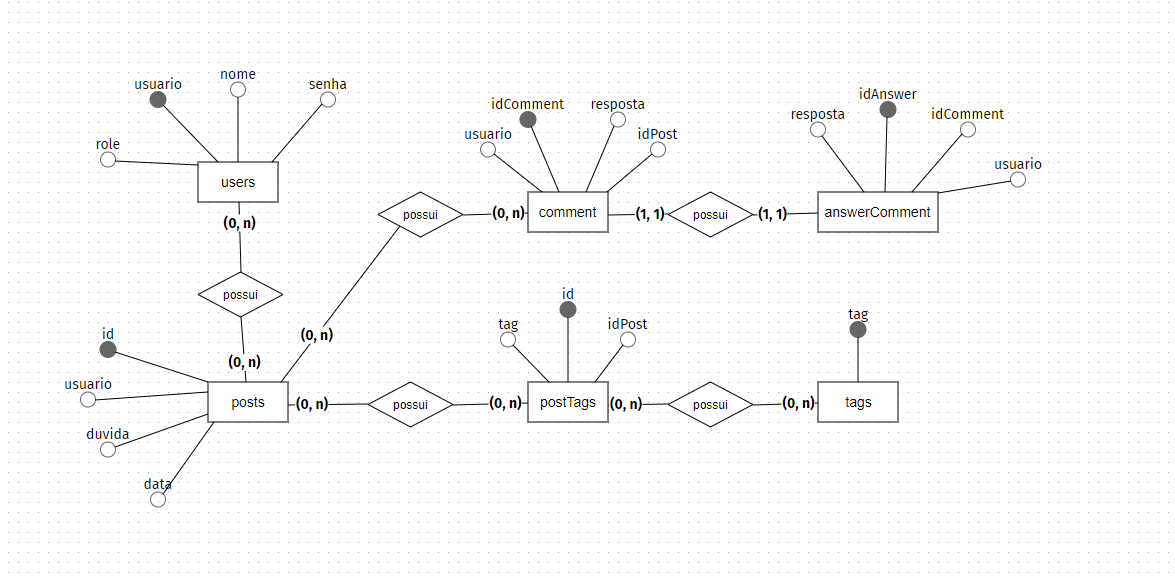 nome
usuario
senha
role
users
(0, n)
possui
(0, n)
idComment
resposta
usuario
idPost
possui
(0, n)
comment
(1, 1)
possui
(1, 1)
answerComment
idAnswer
resposta
idComment
usuario
(0, n)
id
usuario
duvida
data
posts
(0, n)
possui
(0, n)
id
tag
idPost
postTags
(0, n)
possui
(0, n)
tag
tags